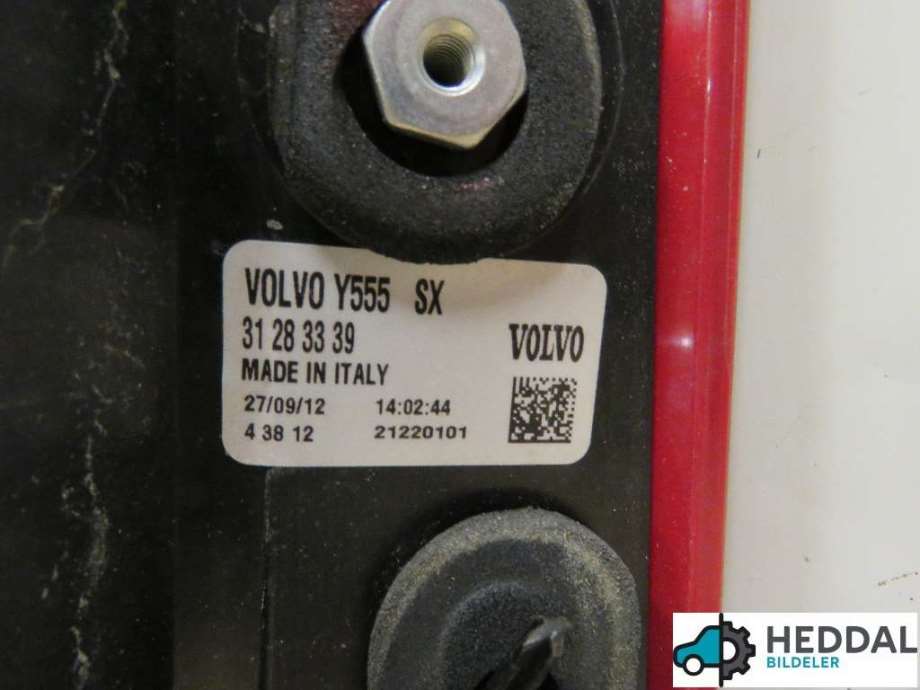 VOLVO Y555 SX
31 28 33 39
VOLVO
MADE IN ITALY
27/09/12 14:02:44
4 38 12 21220101
HEDDAL
BILDELER